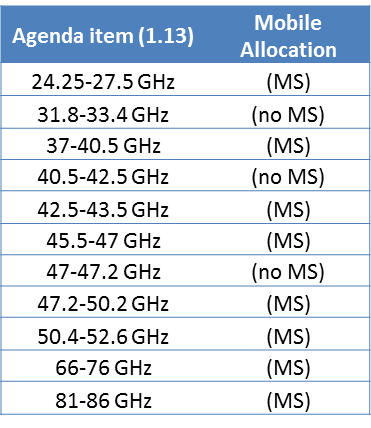 Agenda item (1.13) Mobile Allocation
24.25-27.5 GHz (MS)
31.8-33.4 GHz (no MS)
37-40.5 GHz (MS)
40.5-42.5 GHz (no MS)
42.5-43.5 GHz (MS)
45.5-47 GHz (MS)
47-47.2 GHz (no MS)
47.2-50.2 GHz (MS)
50.4-52.6 GHz (MS)
66-76 GHz (MS)
81-86 GHz (MS)